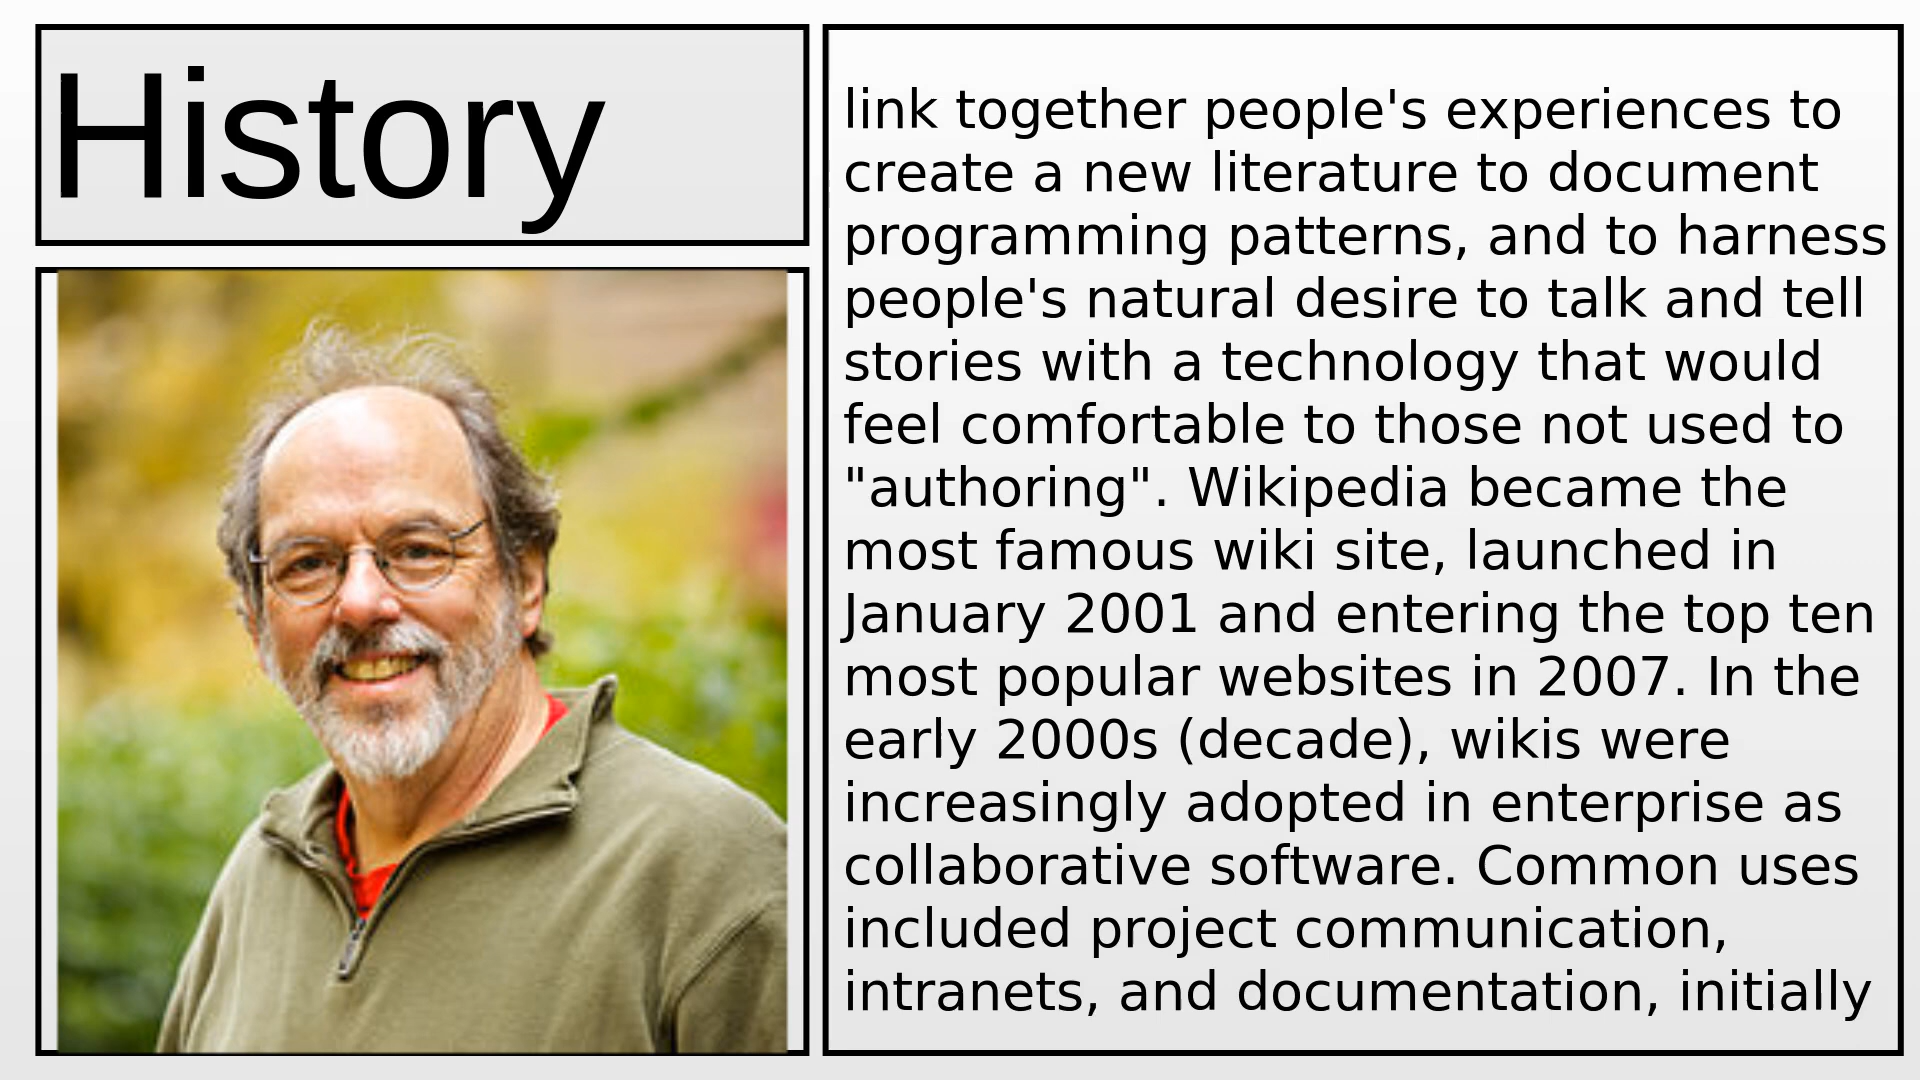 History
link together people's experiences to
create a new literature to document
programming patterns, and to harness
people's natural desire to talk and tell
stories with a technology that would
feel comfortable to those not used to
"authoring". Wikipedia became the
most famous wiki site, launched in
January 2001 and entering the top ten
most popular websites in 2007. In the
early 2000s (decade), wikis were
increasingly adopted in enterprise as
collaborative software. Common uses
included project communication,
intranets, and documentation, initially